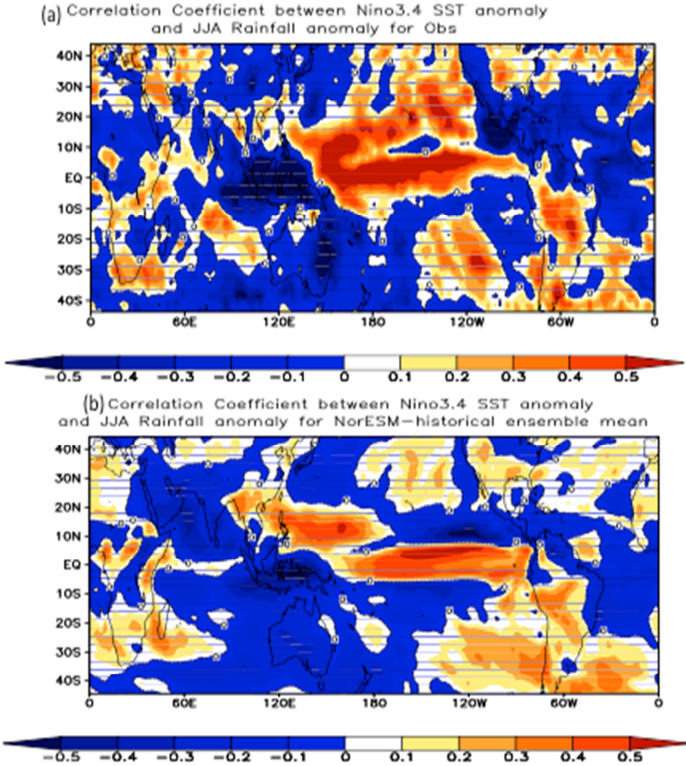 (a) Correlation Coefficient between Nino3.4 SST anomaly
and JJA Rainfall anomaly for Obs
40N
30N
20N
10N
EQ
10S
20S
30S
40S
0 60E 120E 180 120W 60W 0
-0.5 -0.4 -0.3 -0.2 -0.1 0 0.1 0.2 0.3 0.4 0.5
(b) Correlation Coefficient between Nino3.4 SST anomaly
and JJA Rainfall anomaly for NorESM-historical ensemble mean
40N
30N
20N
10N
EQ
10S
20S
30S
40S
0 60E 120E 180 120W 60W 0
-0.5 -0.4 -0.3 -0.2 -0.1 0 0.1 0.2 0.3 0.4 0.5